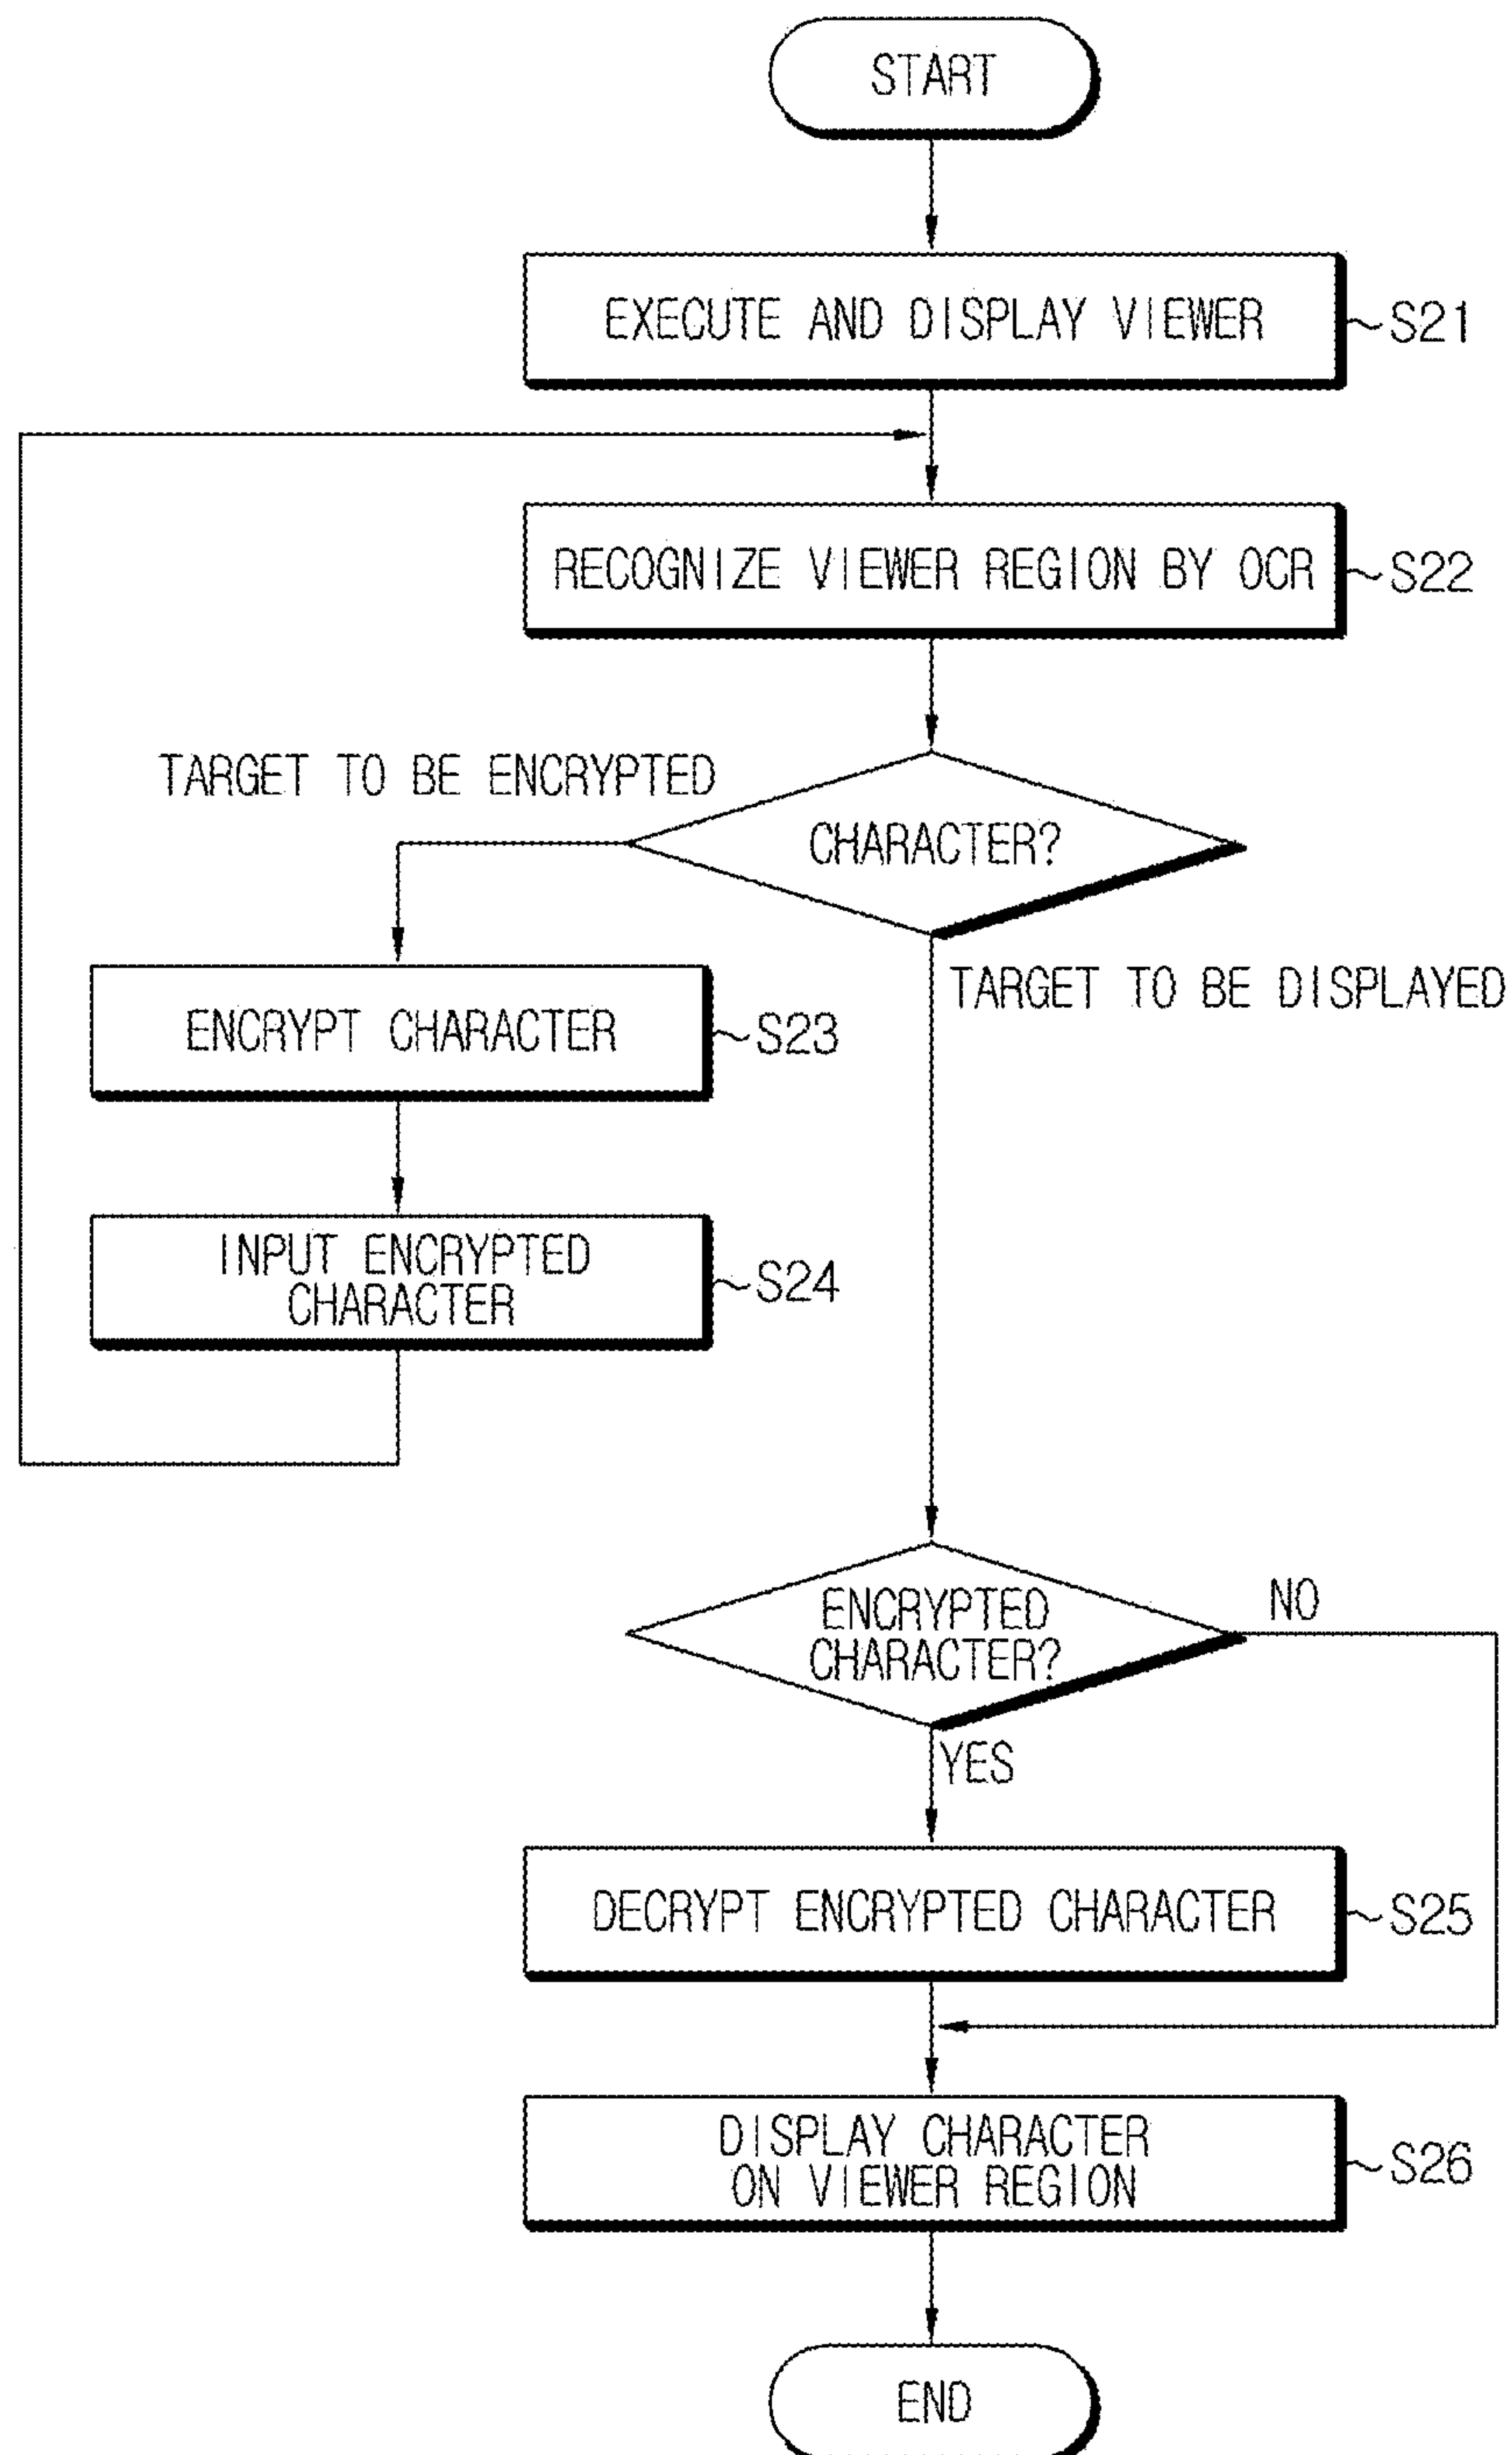 START
EXECUTE AND DISPLAY VIEWER
S21
RECOGNIZE VIEWER REGION BY OCR
S22
TARGET TO BE ENCRYPTED
CHARACTER?
TARGET TO BE DISPLAYED
ENCRYPT CHARACTER
S23
INPUT ENCRYPTED
CHARACTER
S24
ENCRYPTED
CHARACTER?
NO
YES
DECRYPT ENCRYPTED CHARACTER
S25
DISPLAY CHARACTER
ON VIEWER REGION
S26
END